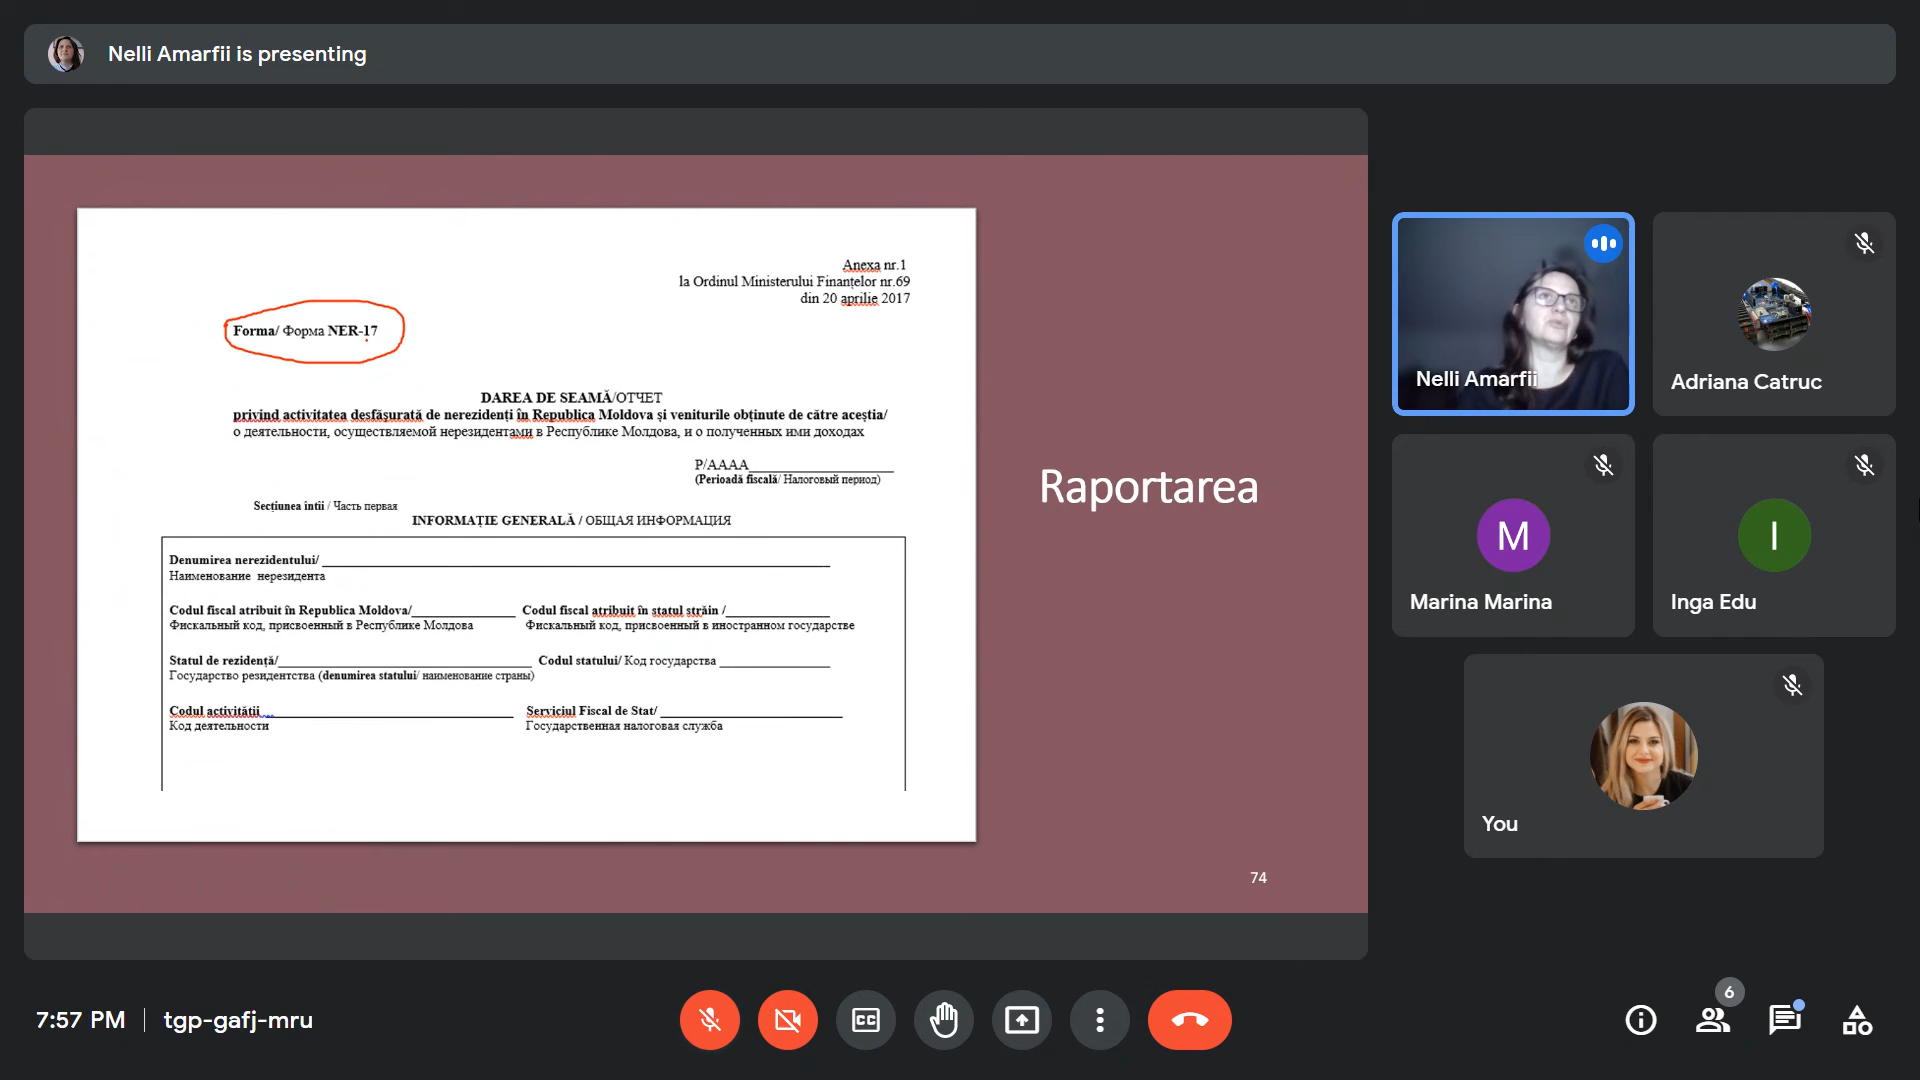 Nelli Amarfii is presenting
Anexa nr.1
la Ordinul Ministerului Finanțelor nr.69
din 20 aprilie 2017
Forma/ Форма NER-17
DAREA DE SEAMĂ/ОТЧЕТ
privind activitatea desfășurată de nerezidenți în Republica Moldova și veniturile obținute de către aceștia/
о деятельности, осуществляемой нерезидентами в Республике Молдова, и о полученных ими доходах
P/AAAA____________________
(Perioadă fiscală/ Налоговый период)
Secțiunea întîi / Часть первая
INFORMAȚIE GENERALĂ / ОБЩАЯ ИНФОРМАЦИЯ
Denumirea nerezidentului/
Наименование нерезидента
Codul fiscal atribuit în Republica Moldova/ Codul fiscal atribuit în statul străin /
Фискальный код, присвоенный в Республике Молдова Фискальный код, присвоенный в иностранном государстве
Statul de rezidență/ Codul statului/ Код государства
Государство резидентства (denumirea statului/ наименование страны)
Codul activității Serviciul Fiscal de Stat/
Код деятельности Государственная налоговая служба
Raportarea
74
Nelli Amarfii
Adriana Catruc
M
Marina Marina
I
Inga Edu
You
7:57 PM | tgp-gafj-mru
CC
6